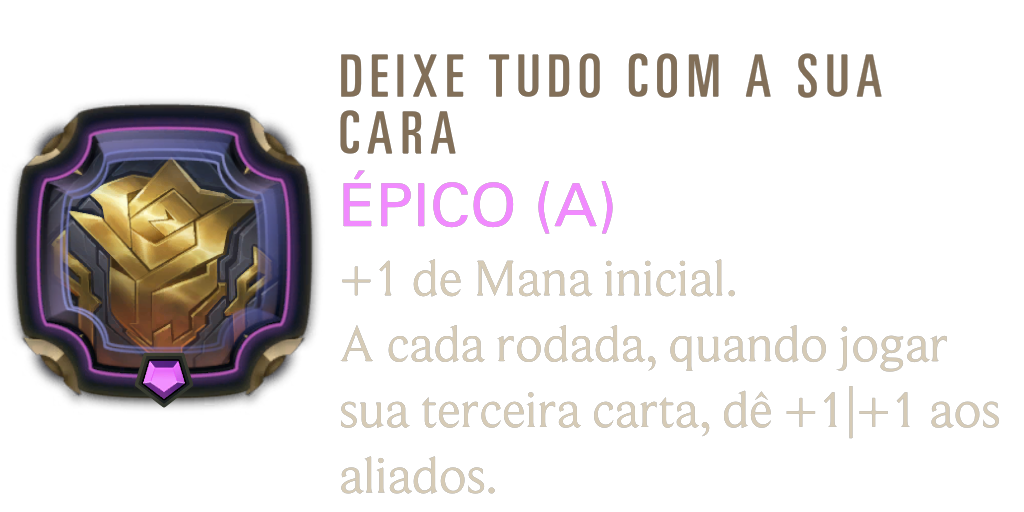 DEIXE TUDO COM A SUA
CARA
ÉPICO (A)
+1 de Mana inicial.
A cada rodada, quando jogar
sua terceira carta, dê +1|+1 aos
aliados.